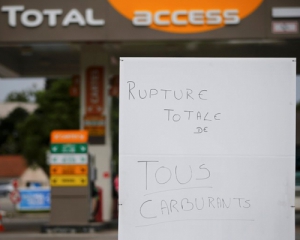 TOTAL access
RUPTURE
TOTALE
DE
TOUS
CARBURANTS